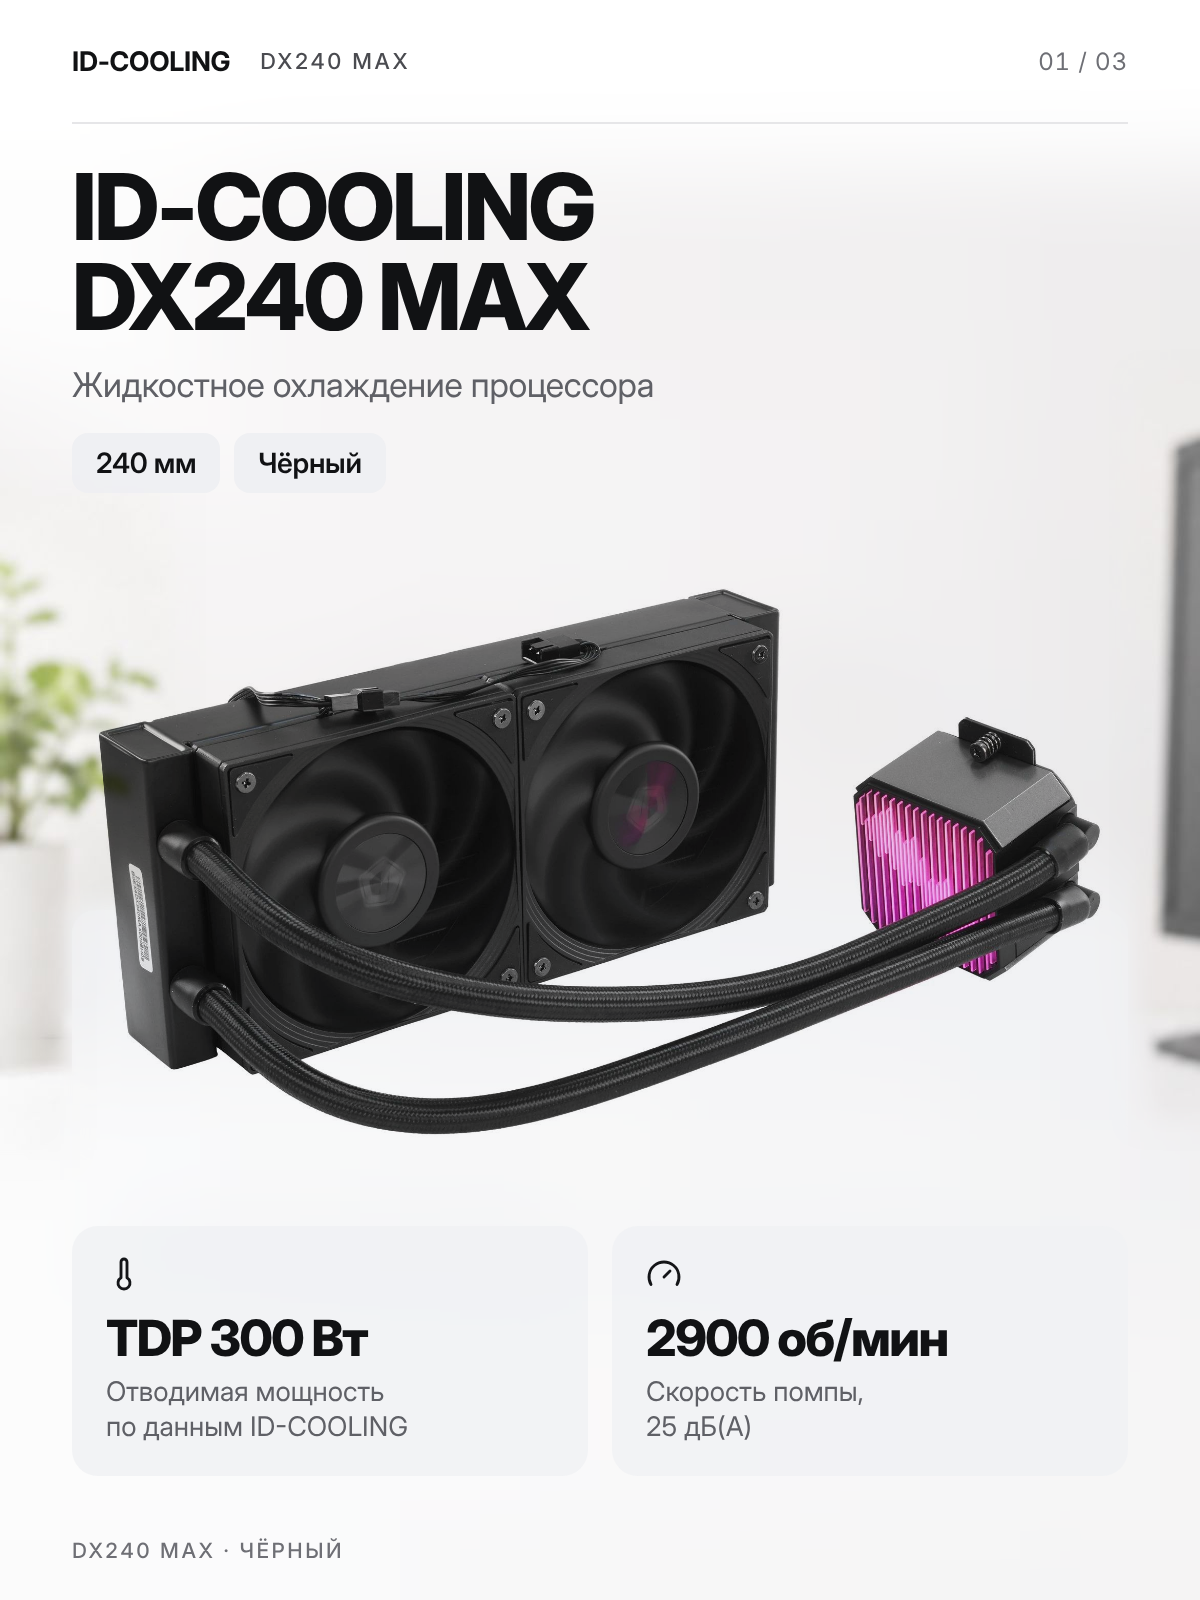 ID-COOLING DX240 MAX 01 / 03
ID-COOLING
DX240 MAX
Жидкостное охлаждение процессора
240 мм Чёрный
TDP 300 Вт
Отводимая мощность
по данным ID-COOLING
2900 об/мин
Скорость помпы,
25 дБ(А)
DX240 MAX · ЧЁРНЫЙ